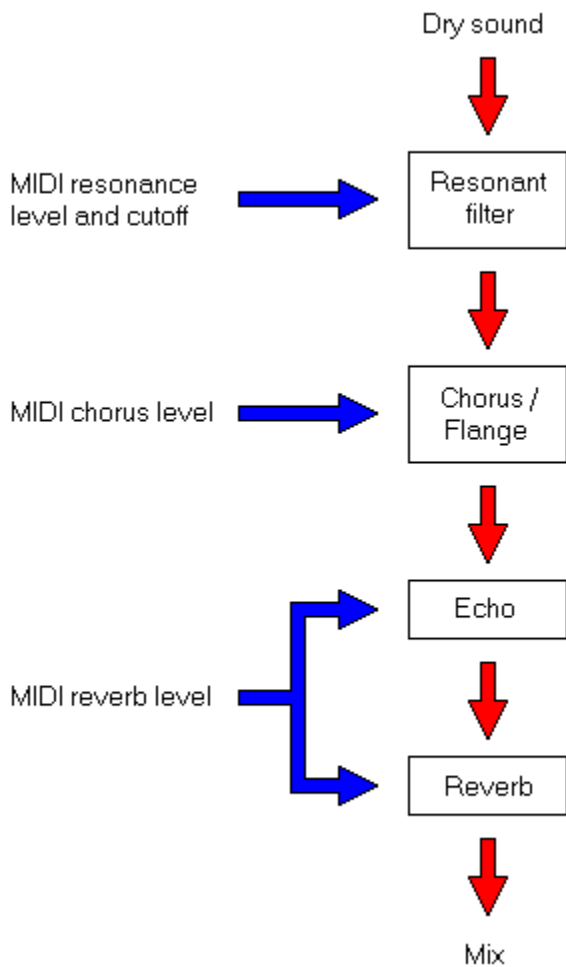 Dry sound
MIDI resonance
level and cutoff
Resonant
filter
MIDI chorus level
Chorus /
Flange
Echo
MIDI reverb level
Reverb
Mix